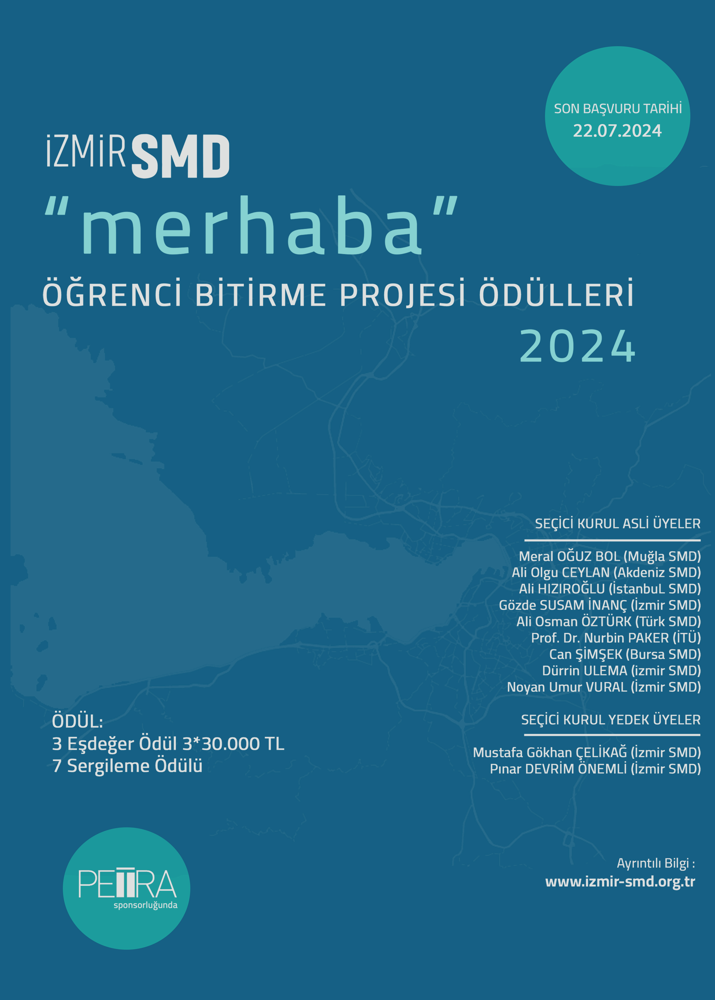 SON BAŞVURU TARİHİ
22.07.2024
İZMİR SMD
“merhaba”
ÖĞRENCİ BİTİRME PROJESİ ÖDÜLLERİ
2024
SEÇİCİ KURUL ASLİ ÜYELER
Meral OĞUZ BOL (Muğla SMD)
Ali Olgu CEYLAN (Akdeniz SMD)
Ali HIZIROĞLU (İstanbuL SMD)
Gözde SUSAM İNANÇ (İzmir SMD)
Ali Osman ÖZTÜRK (Türk SMD)
Prof. Dr. Nurbin PAKER (İTÜ)
Can ŞİMŞEK (Bursa SMD)
Dürrin ULEMA (izmir SMD)
Noyan Umur VURAL (İzmir SMD)
SEÇİCİ KURUL YEDEK ÜYELER
Mustafa Gökhan ÇELİKAĞ (İzmir SMD)
Pınar DEVRİM ÖNEMLİ (İzmir SMD)
ÖDÜL:
3 Eşdeğer Ödül 3*30.000 TL
7 Sergileme Ödülü
PETRA
sponsorluğunda
Ayrıntılı Bilgi :
www.izmir-smd.org.tr